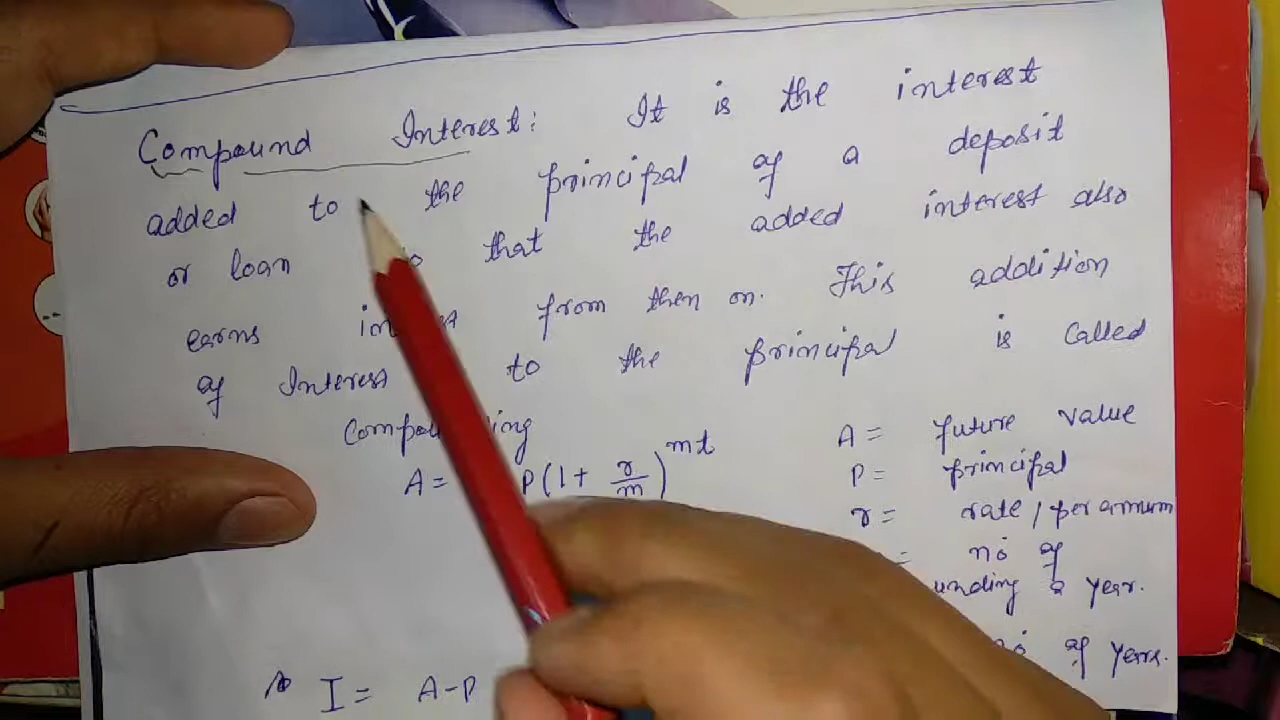 Compound Interest: It is the interest
added to the principal of a deposit
or loan that the added interest also
earns from then on. This addition
of Interest to the principal is called
A = P(1 + r/m)^mt
A = future value
P = principal
r = rate / per annum
= no of
a year.
no of years.
I = A-P